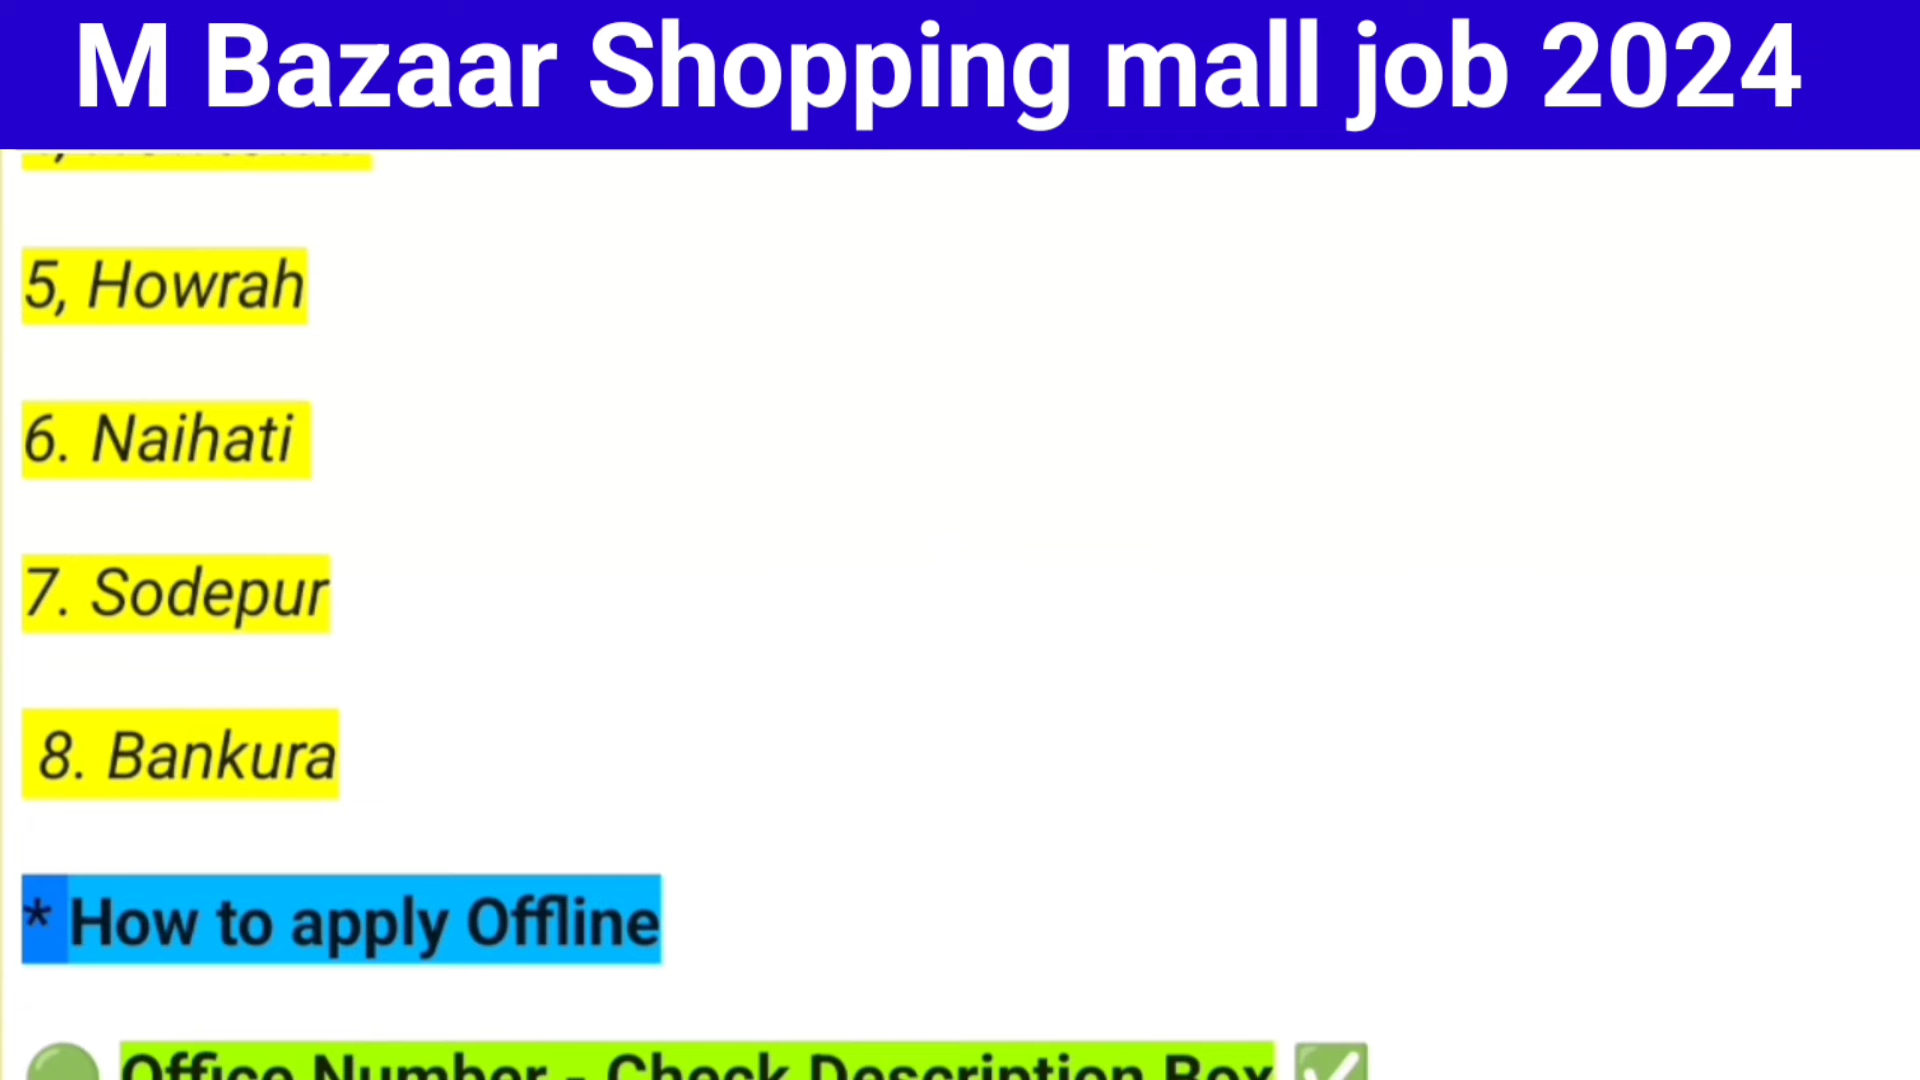 M Bazaar Shopping mall job 2024
5, Howrah
6. Naihati
7. Sodepur
8. Bankura
* How to apply Offline
Office Number - Check Description Box